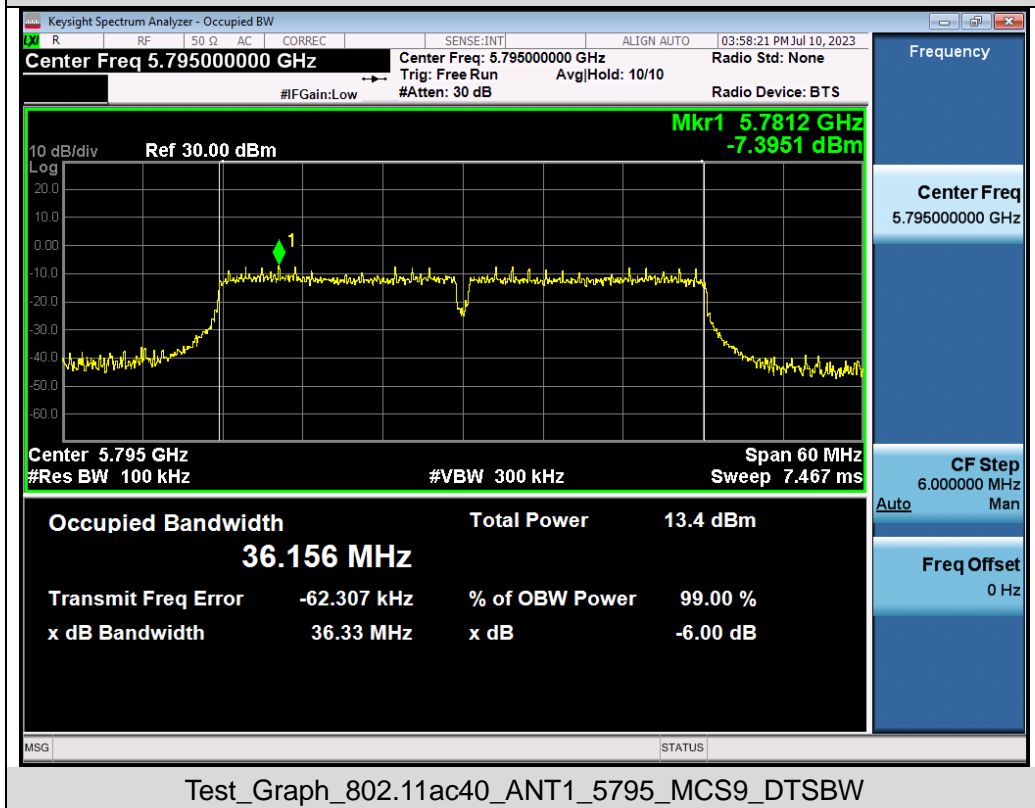 Keysight Spectrum Analyzer - Occupied BW
LXI R RF 50 Ω AC CORREC SENSE:INT ALIGN AUTO 03:58:21 PM Jul 10, 2023
Center Freq 5.795000000 GHz
Center Freq: 5.795000000 GHz
Radio Std: None
Trig: Free Run Avg|Hold: 10/10
#IFGain:Low #Atten: 30 dB Radio Device: BTS
Mkr1 5.7812 GHz
-7.3951 dBm
10 dB/div Ref 30.00 dBm
Log
20.0
10.0
0.00
-10.0
-20.0
-30.0
-40.0
-50.0
-60.0
1
Center 5.795 GHz Span 60 MHz
#Res BW 100 kHz #VBW 300 kHz Sweep 7.467 ms
Occupied Bandwidth Total Power 13.4 dBm
36.156 MHz
Transmit Freq Error -62.307 kHz % of OBW Power 99.00 %
x dB Bandwidth 36.33 MHz x dB -6.00 dB
MSG STATUS
Frequency
Center Freq
5.795000000 GHz
CF Step
6.000000 MHz
Auto Man
Freq Offset
0 Hz
Test_Graph_802.11ac40_ANT1_5795_MCS9_DTSBW